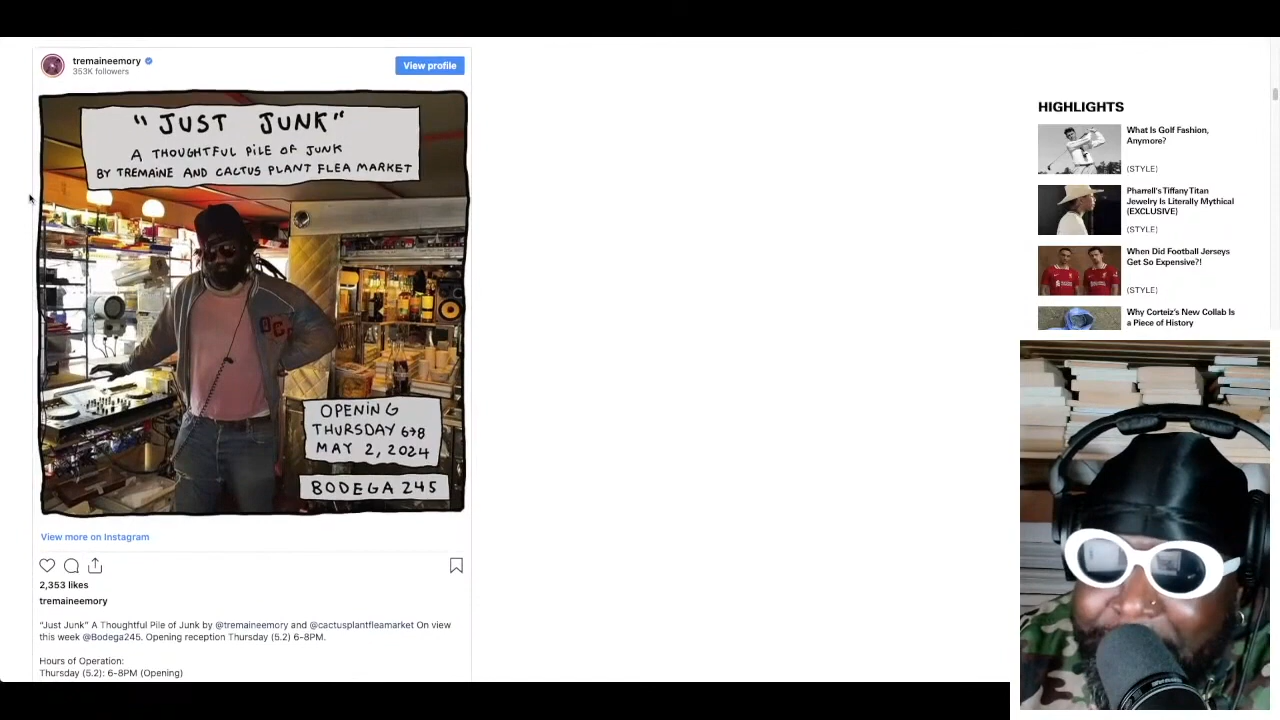 tremaineemory
353K followers
View profile
"JUST JUNK"
A THOUGHTFUL PILE OF JUNK
BY TREMAINE AND CACTUS PLANT FLEA MARKET
OPENING
THURSDAY 6→8
MAY 2, 2024
BODEGA 245
View more on Instagram
2,353 likes
tremaineemory
"Just Junk" A Thoughtful Pile of Junk by @tremaineemory and @cactusplantfleamarket On view
this week @Bodega245. Opening reception Thursday (5.2) 6-8PM.
Hours of Operation:
Thursday (5.2): 6-8PM (Opening)
HIGHLIGHTS
What Is Golf Fashion,
Anymore?
(STYLE)
Pharrell's Tiffany Titan
Jewelry Is Literally Mythical
(EXCLUSIVE)
(STYLE)
When Did Football Jerseys
Get So Expensive?!
(STYLE)
Why Corteiz's New Collab Is
a Piece of History